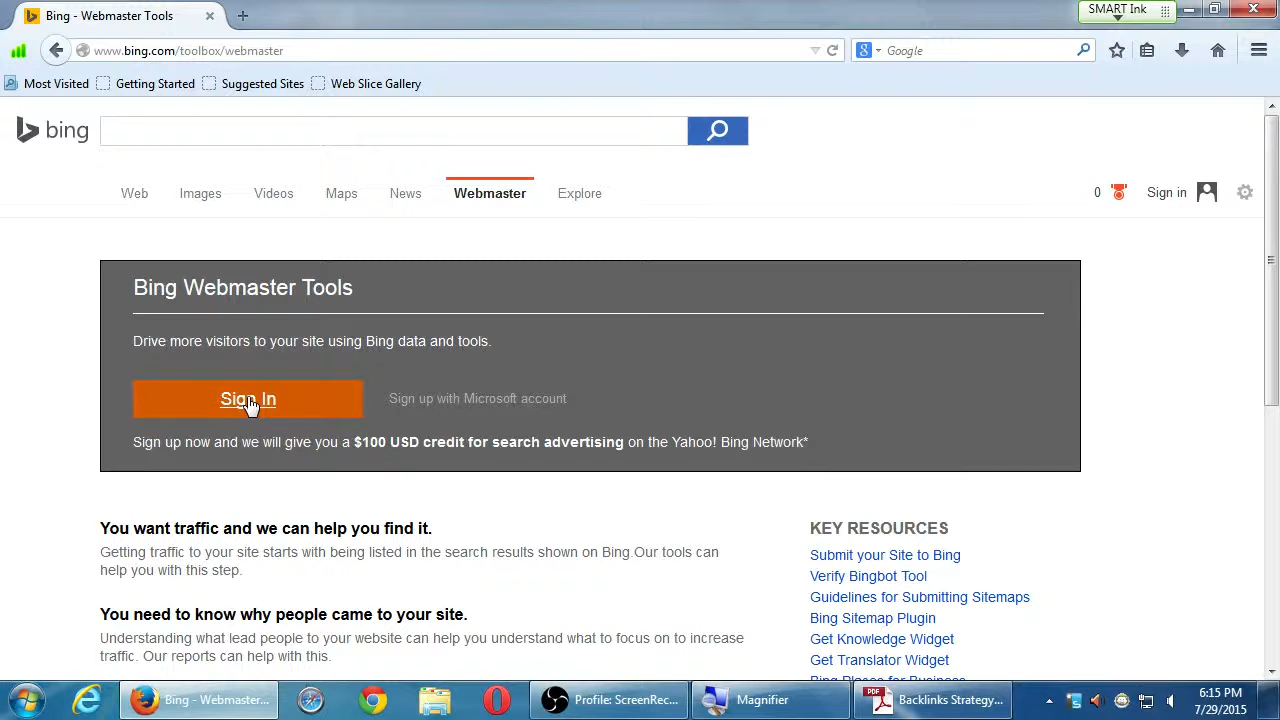 Bing - Webmaster Tools
SMART Ink
www.bing.com/toolbox/webmaster
Google
Most Visited
Getting Started
Suggested Sites
Web Slice Gallery
bing
Web
Images
Videos
Maps
News
Webmaster
Explore
0
Sign in
Bing Webmaster Tools
Drive more visitors to your site using Bing data and tools.
Sign In
Sign up with Microsoft account
Sign up now and we will give you a $100 USD credit for search advertising on the Yahoo! Bing Network*
You want traffic and we can help you find it.
Getting traffic to your site starts with being listed in the search results shown on Bing.Our tools can
help you with this step.
You need to know why people came to your site.
Understanding what lead people to your website can help you understand what to focus on to increase
traffic. Our reports can help with this.
KEY RESOURCES
Submit your Site to Bing
Verify Bingbot Tool
Guidelines for Submitting Sitemaps
Bing Sitemap Plugin
Get Knowledge Widget
Get Translator Widget
Bing Places for Business
Bing - Webmaster...
Profile: ScreenRec...
Magnifier
PDF
Backlinks Strategy...
6:15 PM
7/29/2015